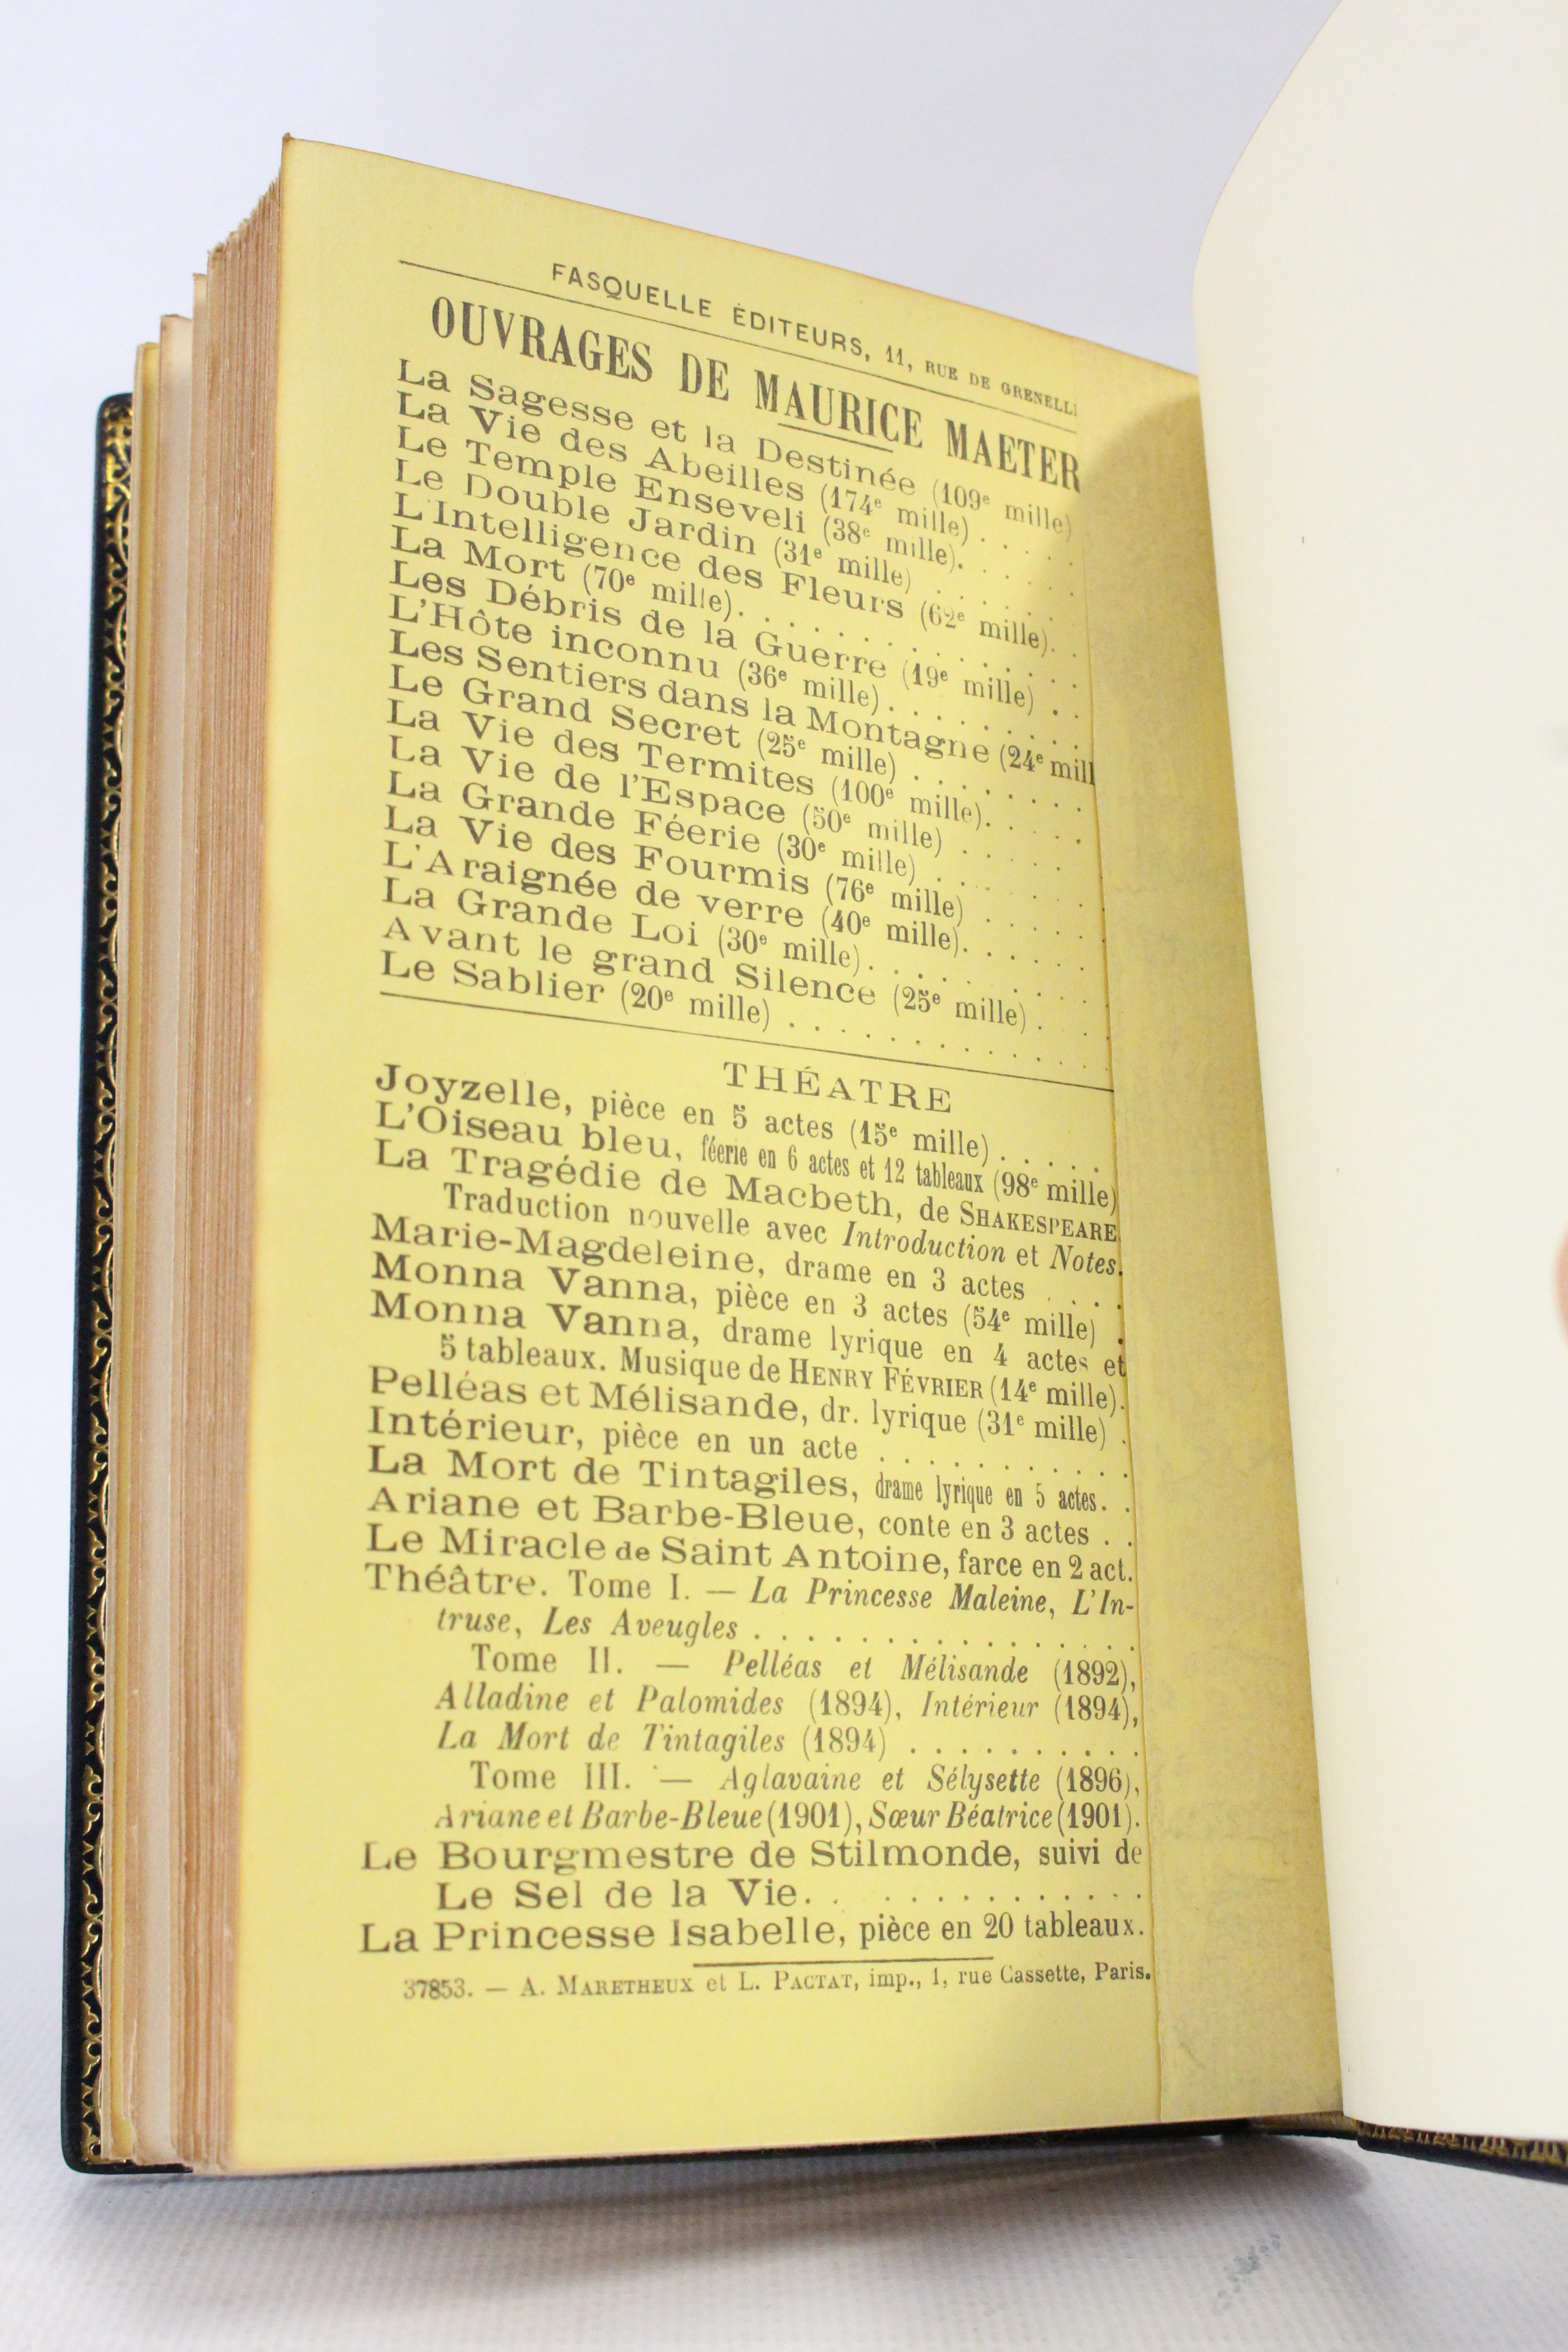 FASQUELLE ÉDITEURS, 11, RUE DE GRENELL
OUVRAGES DE MAURICE MAETER
La Sagesse et la Destinée (109e mille)
La Vie des Abeilles (174e mille) . . . .
Le Temple Enseveli (38e mille). . . . . .
Le Double Jardin (31e mille) . . . . . .
L'Intelligence des Fleurs (62e mille). .
La Mort (70e mille). . . . . . . . . . . . .
Les Débris de la Guerre (19e mille) . .
L'Hôte inconnu (36e mille). . . . . . . .
Les Sentiers dans la Montagne (24e mill
Le Grand Secret (25e mille) . . . . . . .
La Vie des Termites (100e mille). . . . .
La Vie de l'Espace (50e mille) . . . . .
La Grande Féerie (30e mille) . . . . . .
La Vie des Fourmis (76e mille) . . . . .
L'Araignée de verre (40e mille). . . . . .
La Grande Loi (30e mille). . . . . . . . .
Avant le grand Silence (25e mille) . . .
Le Sablier (20e mille) . . . . . . . . . . . .
THÉATRE
Joyzelle, pièce en 5 actes (15e mille) . . . . .
L'Oiseau bleu, féerie en 6 actes et 12 tableaux (98e mille)
La Tragédie de Macbeth, de SHAKESPEARE
Traduction nouvelle avec Introduction et Notes.
Marie-Magdeleine, drame en 3 actes . . . .
Monna Vanna, pièce en 3 actes (54e mille) .
Monna Vanna, drame lyrique en 4 actes et
5 tableaux. Musique de HENRY FÉVRIER (14e mille).
Pelléas et Mélisande, dr. lyrique (31e mille) .
Intérieur, pièce en un acte . . . . . . . . . . .
La Mort de Tintagiles, drame lyrique en 5 actes. .
Ariane et Barbe-Bleue, conte en 3 actes . .
Le Miracle de Saint Antoine, farce en 2 act.
Théâtre. Tome I. — La Princesse Maleine, L'In-
truse, Les Aveugles . . . . . . . . . . . . . . .
Tome II. — Pelléas et Mélisande (1892),
Alladine et Palomides (1894), Intérieur (1894),
La Mort de Tintagiles (1894) . . . . . . . . . .
Tome III. — Aglavaine et Sélysette (1896),
Ariane et Barbe-Bleue (1901), Sœur Béatrice (1901).
Le Bourgmestre de Stilmonde, suivi de
Le Sel de la Vie. . . . . . . . . . . . .
La Princesse Isabelle, pièce en 20 tableaux.
37853. — A. MARETHEUX et L. PACTAT, imp., 1, rue Cassette, Paris.